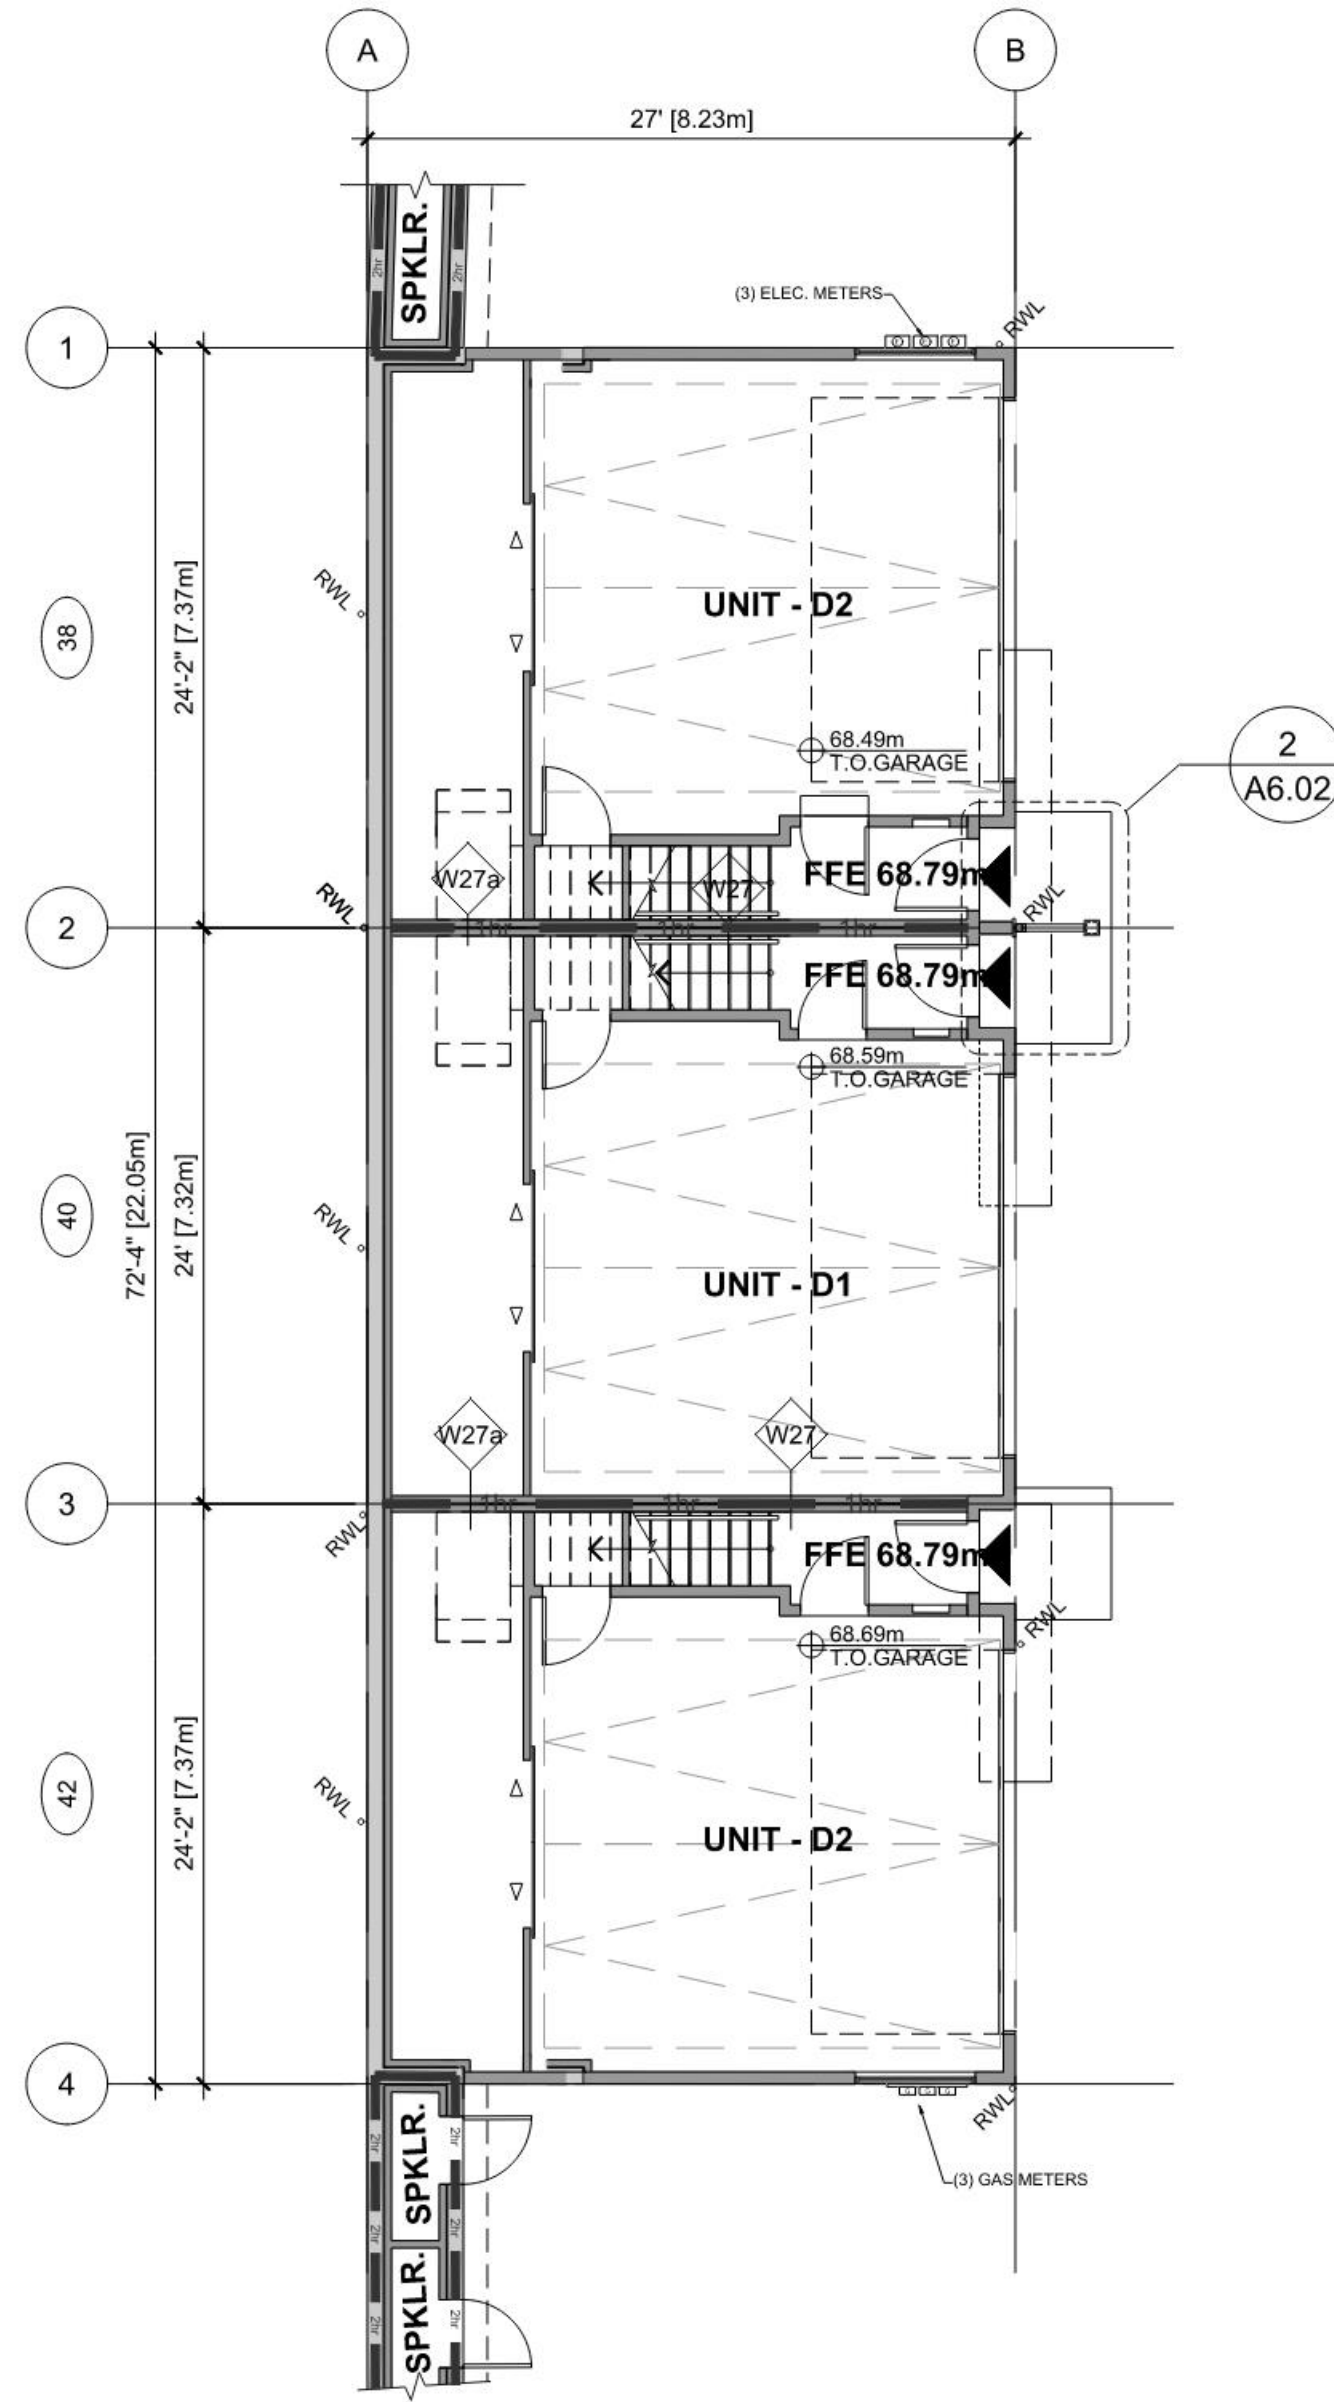 A
B
27' [8.23m]
SPKLR.
2hr
2hr
(3) ELEC. METERS
RWL
1
24'-2" [7.37m]
RWL
38
UNIT - D2
68.49m
T.O.GARAGE
2
A6.02
W27a
W27
FFE 68.79m
RWL
RWL
2
1hr
1hr
1hr
FFE 68.79m
68.59m
T.O.GARAGE
72'-4" [22.05m]
24' [7.32m]
40
RWL
UNIT - D1
W27a
W27
3
1hr
1hr
1hr
RWL
FFE 68.79m
RWL
68.69m
T.O.GARAGE
24'-2" [7.37m]
42
RWL
UNIT - D2
4
RWL
(3) GAS METERS
SPKLR.
2hr
2hr
2hr
2hr
SPKLR.
2hr
2hr